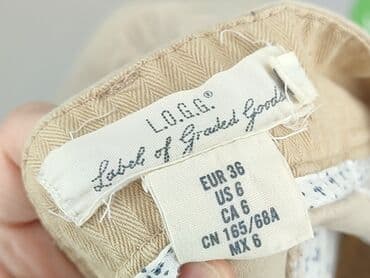 L.O.G.G.®
Label of Graded Goods
EUR 36
US 6
CA 6
CN 165/68A
MX 6